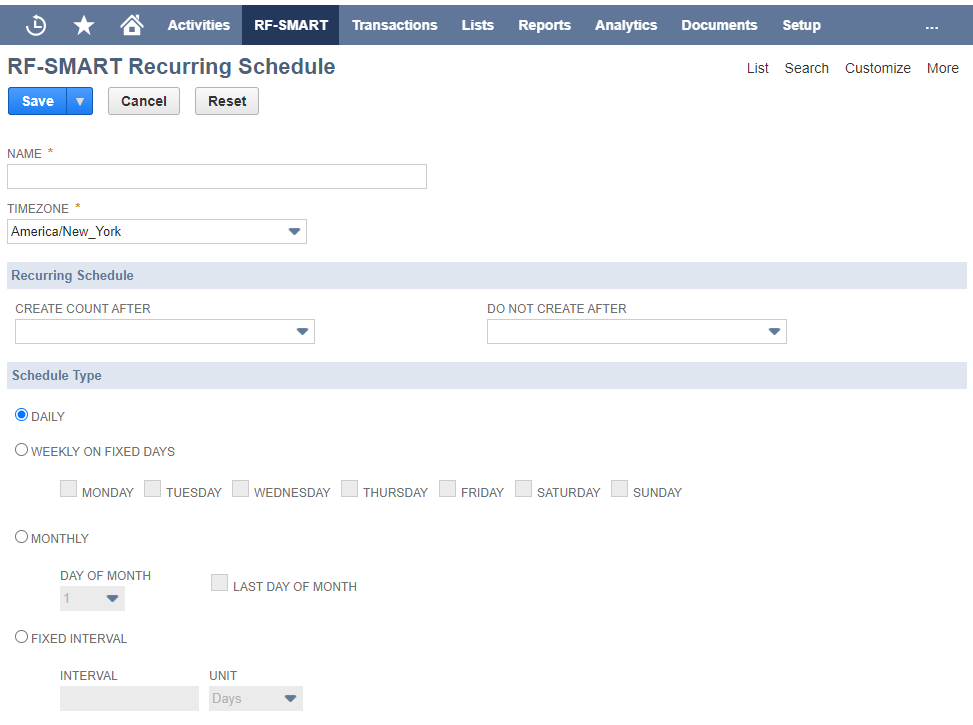 Activities RF-SMART Transactions Lists Reports Analytics Documents Setup ...
RF-SMART Recurring Schedule
List Search Customize More
Save Cancel Reset
NAME *
TIMEZONE *
America/New_York
Recurring Schedule
CREATE COUNT AFTER DO NOT CREATE AFTER
Schedule Type
DAILY
WEEKLY ON FIXED DAYS
MONDAY TUESDAY WEDNESDAY THURSDAY FRIDAY SATURDAY SUNDAY
MONTHLY
DAY OF MONTH
LAST DAY OF MONTH
1
FIXED INTERVAL
INTERVAL UNIT
Days